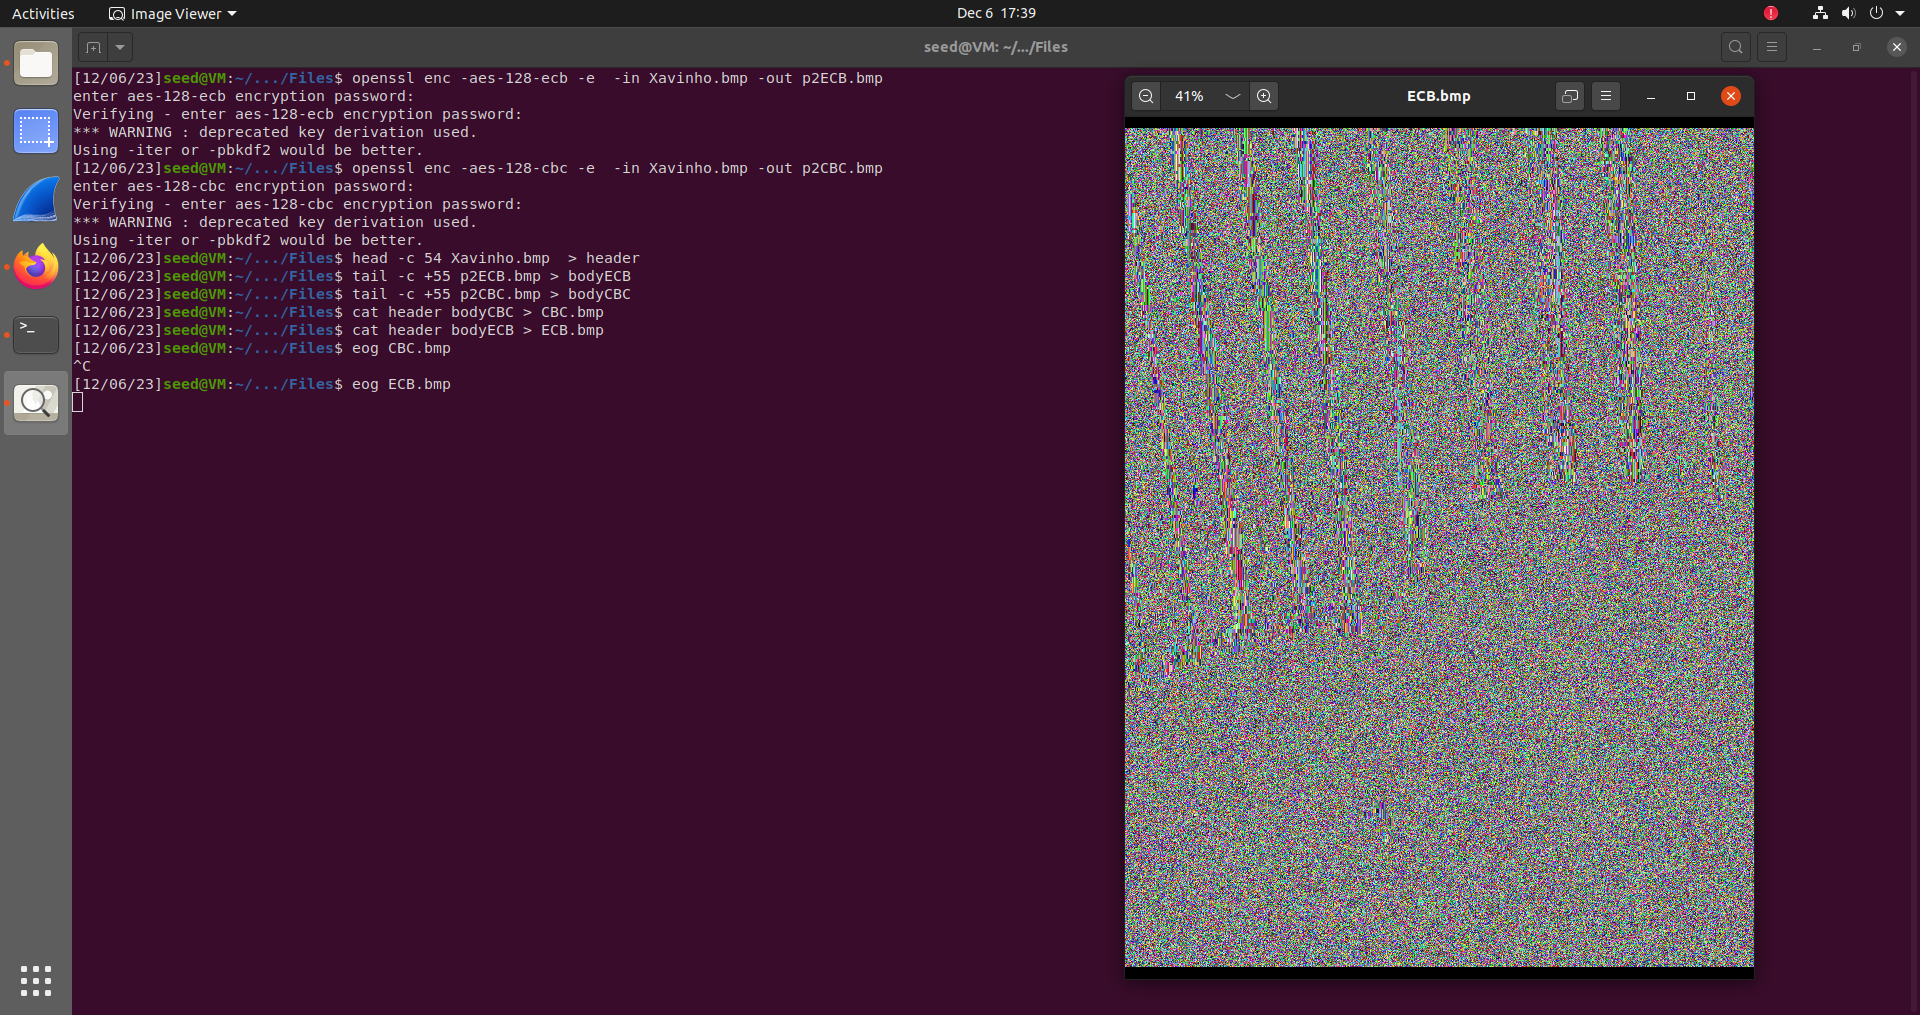 Activities
Image Viewer
Dec 6 17:39
seed@VM: ~/.../Files
[12/06/23]seed@VM:~/.../Files$ openssl enc -aes-128-ecb -e  -in Xavinho.bmp -out p2ECB.bmp
enter aes-128-ecb encryption password:
Verifying - enter aes-128-ecb encryption password:
*** WARNING : deprecated key derivation used.
Using -iter or -pbkdf2 would be better.
[12/06/23]seed@VM:~/.../Files$ openssl enc -aes-128-cbc -e  -in Xavinho.bmp -out p2CBC.bmp
enter aes-128-cbc encryption password:
Verifying - enter aes-128-cbc encryption password:
*** WARNING : deprecated key derivation used.
Using -iter or -pbkdf2 would be better.
[12/06/23]seed@VM:~/.../Files$ head -c 54 Xavinho.bmp  > header
[12/06/23]seed@VM:~/.../Files$ tail -c +55 p2ECB.bmp > bodyECB
[12/06/23]seed@VM:~/.../Files$ tail -c +55 p2CBC.bmp > bodyCBC
[12/06/23]seed@VM:~/.../Files$ cat header bodyCBC > CBC.bmp
[12/06/23]seed@VM:~/.../Files$ cat header bodyECB > ECB.bmp
[12/06/23]seed@VM:~/.../Files$ eog CBC.bmp
^C
[12/06/23]seed@VM:~/.../Files$ eog ECB.bmp
41%
ECB.bmp